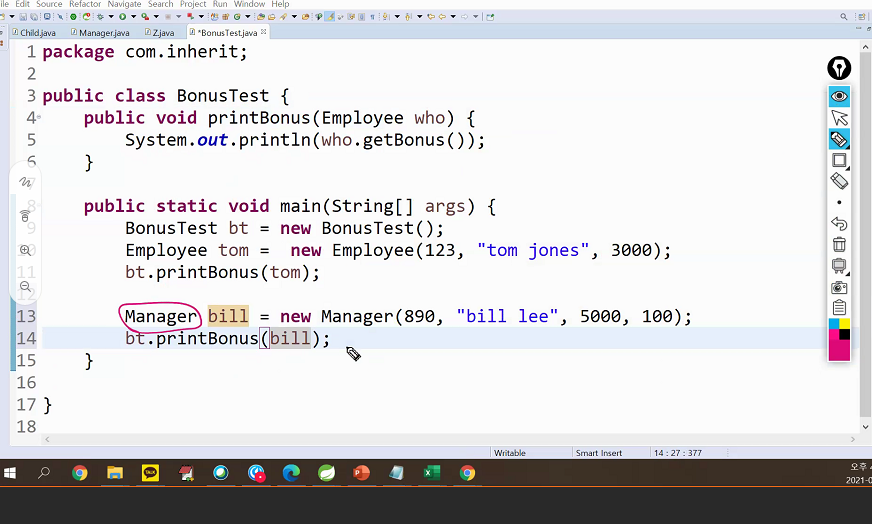 Edit Source Refactor Navigate Search Project Run Window Help
Child.java Manager.java Z.java *BonusTest.java
1 package com.inherit;
2
3 public class BonusTest {
4 public void printBonus(Employee who) {
5 System.out.println(who.getBonus());
6 }
8 public static void main(String[] args) {
9 BonusTest bt = new BonusTest();
10 Employee tom = new Employee(123, "tom jones", 3000);
11 bt.printBonus(tom);
12
13 Manager bill = new Manager(890, "bill lee", 5000, 100);
14 bt.printBonus(bill);
15 }
16
17 }
18
Writable Smart Insert 14 : 27 : 377
TALK
오후
2021-0